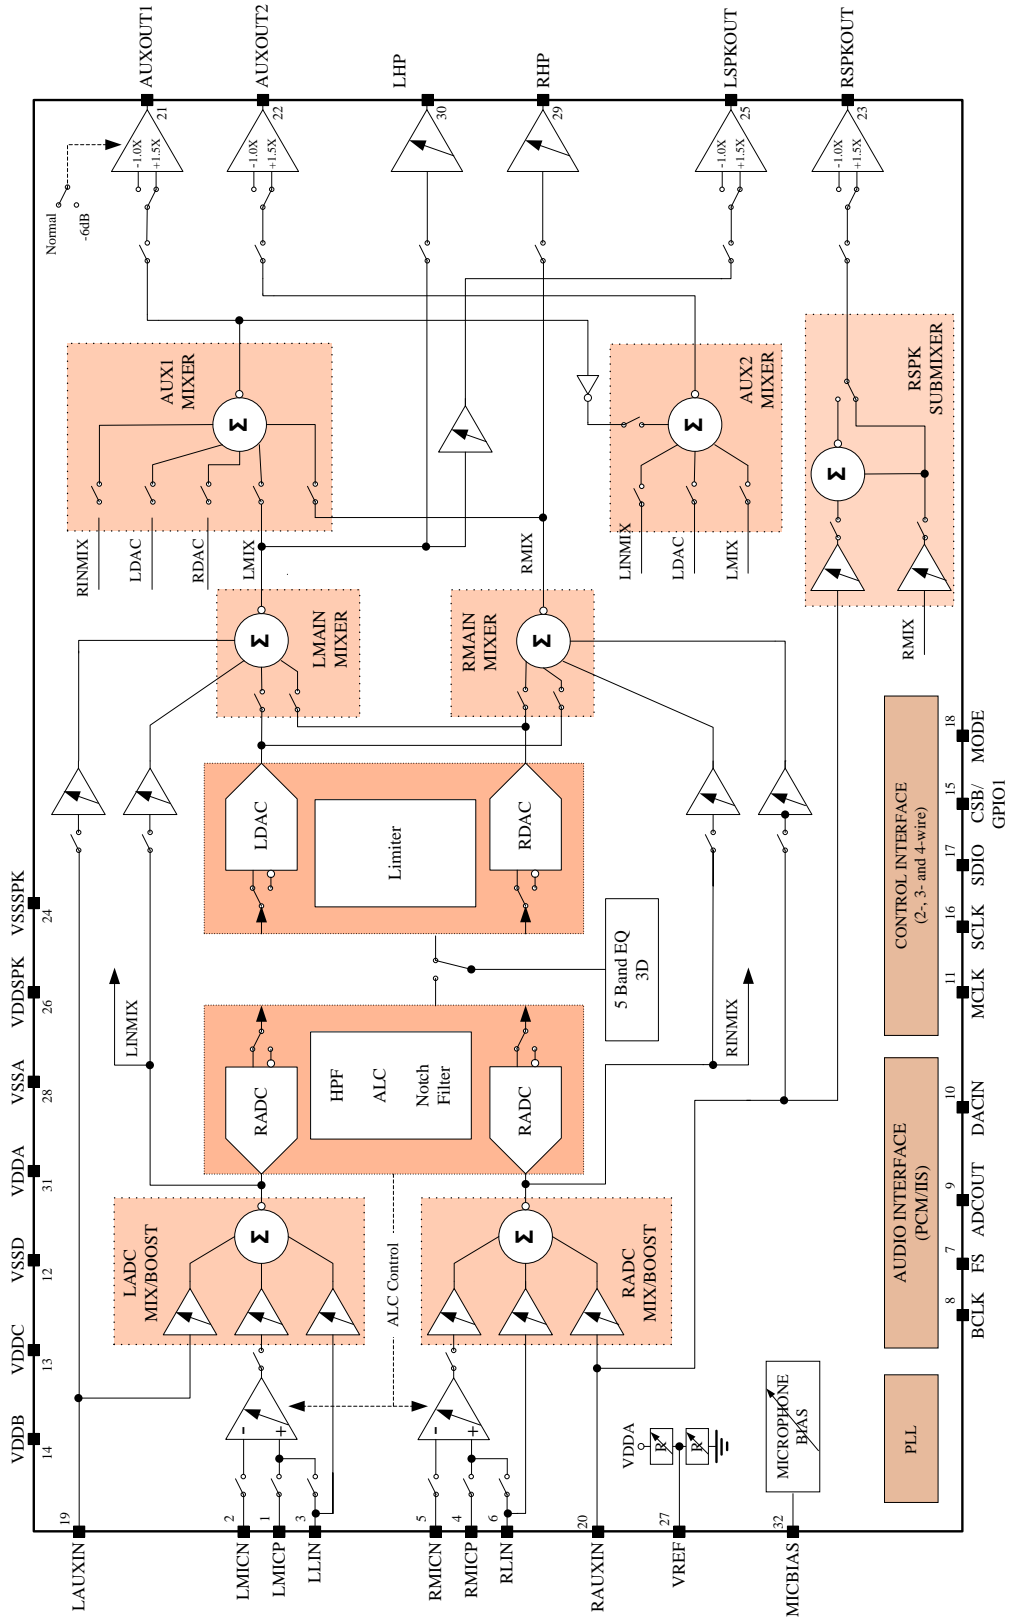 AUXOUT1
AUXOUT2
LHP
RHP
LSPKOUT
RSPKOUT
21
22
30
29
25
23
Normal
-6dB
-1.0X
+1.5X
-1.0X
+1.5X
-1.0X
+1.5X
-1.0X
+1.5X
AUX1
MIXER
Σ
AUX2
MIXER
Σ
RSPK
SUBMIXER
Σ
RINMIX
LDAC
RDAC
LMIX
RMIX
LINMIX
LDAC
LMIX
RMIX
LMAIN
MIXER
Σ
RMAIN
MIXER
Σ
LDAC
Limiter
RDAC
5 Band EQ
3D
LINMIX
RINMIX
RADC
HPF
ALC
Notch
Filter
RADC
LADC
MIX/BOOST
Σ
RADC
MIX/BOOST
Σ
ALC Control
-
+
-
+
VDDA
R
R
MICROPHONE
BIAS
PLL
AUDIO INTERFACE
(PCM/IIS)
CONTROL INTERFACE
(2-, 3- and 4-wire)
VDDB
14
VDDC
13
VSSD
12
VDDA
31
VSSA
28
VDDSPK
26
VSSSPK
24
19
LAUXIN
2
LMICN
1
LMICP
3
LLIN
5
RMICN
4
RMICP
6
RLIN
20
RAUXIN
27
VREF
32
MICBIAS
8
BCLK
7
FS
9
ADCOUT
10
DACIN
11
MCLK
16
SCLK
17
SDIO
15
CSB/
GPIO1
18
MODE